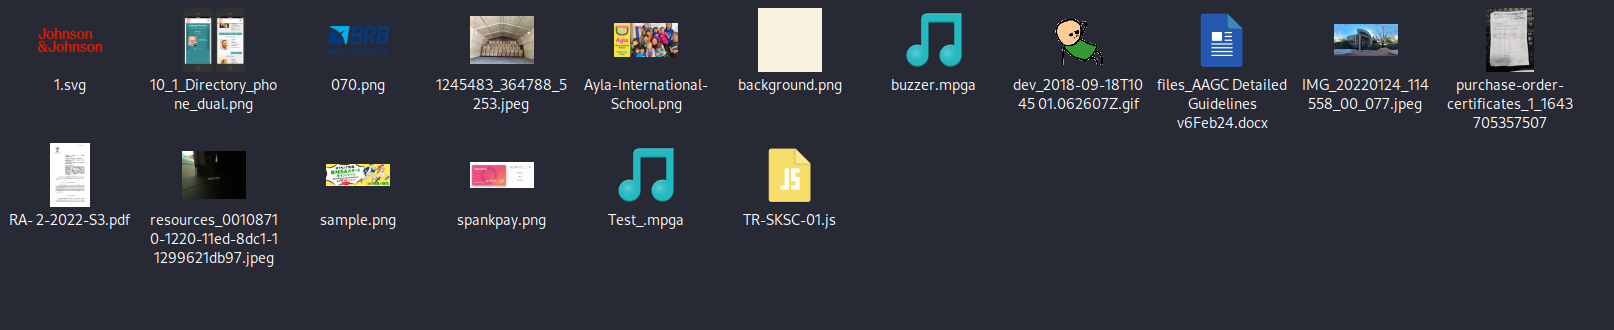 Johnson
&Johnson
BRB
Ayla
1.svg
10_1_Directory_pho
ne_dual.png
070.png
1245483_364788_5
253.jpeg
Ayla-International-
School.png
background.png
buzzer.mpga
dev_2018-09-18T10
45 01.062607Z.gif
files_AAGC Detailed
Guidelines
v6Feb24.docx
IMG_20220124_114
558_00_077.jpeg
purchase-order-
certificates_1_1643
705357507
JS
RA- 2-2022-S3.pdf
resources_0010871
0-1220-11ed-8dc1-1
1299621db97.jpeg
sample.png
spankpay.png
Test_.mpga
TR-SKSC-01.js